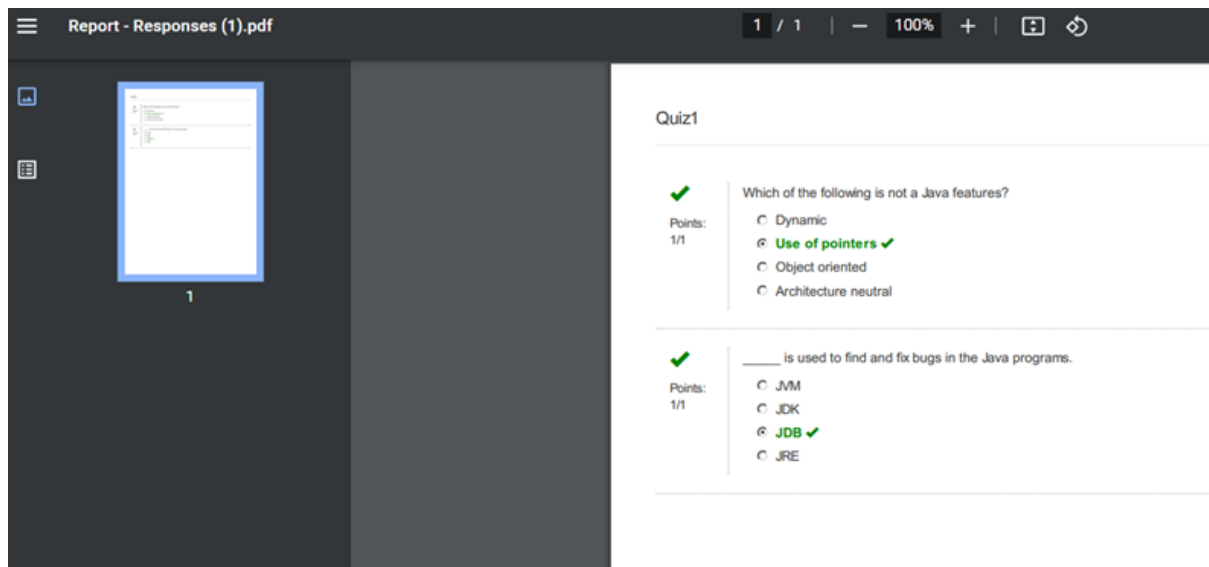 Report - Responses (1).pdf
1 / 1
100%
1
Quiz1
Points:
1/1
Which of the following is not a Java features?
Dynamic
Use of pointers
Object oriented
Architecture neutral
Points:
1/1
_____ is used to find and fix bugs in the Java programs.
JVM
JDK
JDB
JRE